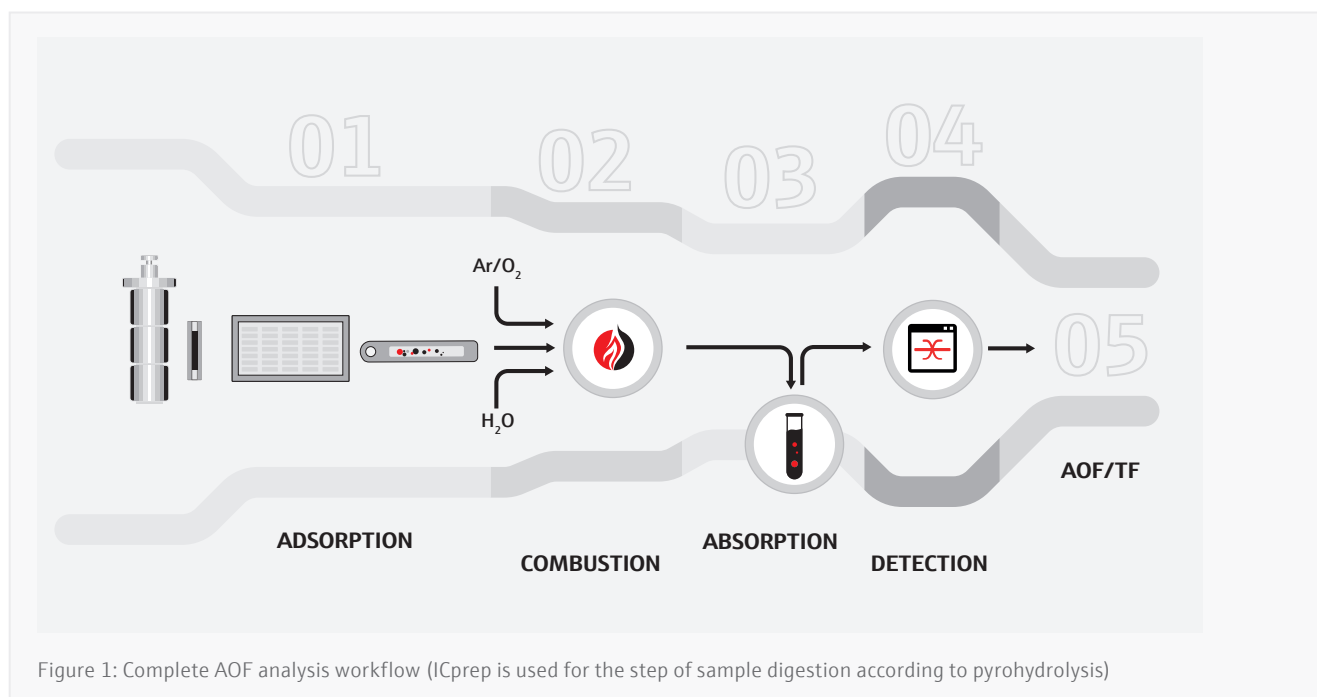 01
02
03
04
Ar/O₂
H₂O
05
AOF/TF
ADSORPTION
COMBUSTION
ABSORPTION
DETECTION
Figure 1: Complete AOF analysis workflow (ICprep is used for the step of sample digestion according to pyrohydrolysis)